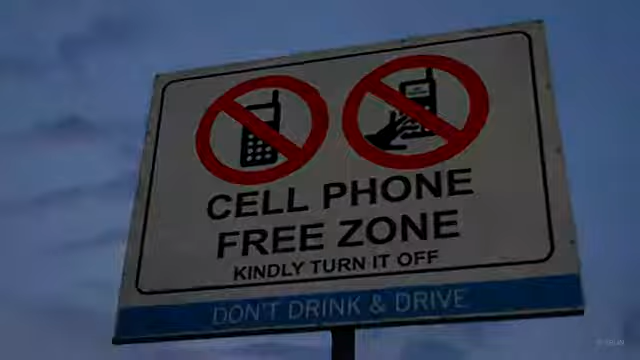 CELL PHONE
FREE ZONE
KINDLY TURN IT OFF
DON'T DRINK & DRIVE